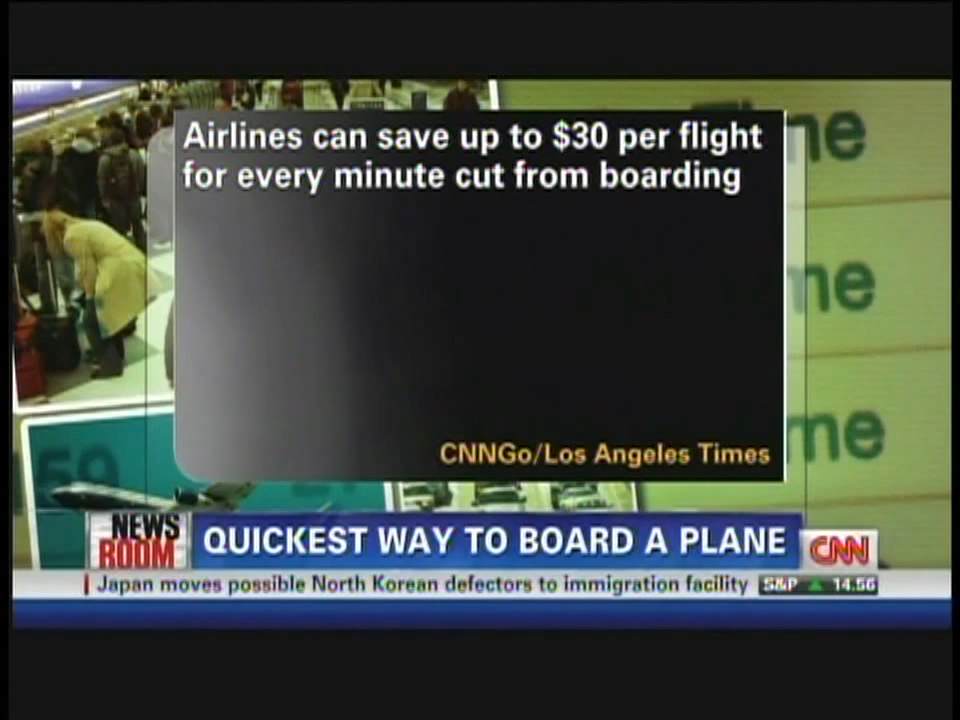 Airlines can save up to $30 per flight
for every minute cut from boarding
CNNGo/Los Angeles Times
NEWS
ROOM
QUICKEST WAY TO BOARD A PLANE
CNN
Japan moves possible North Korean defectors to immigration facility
S&P ▲ 14.56